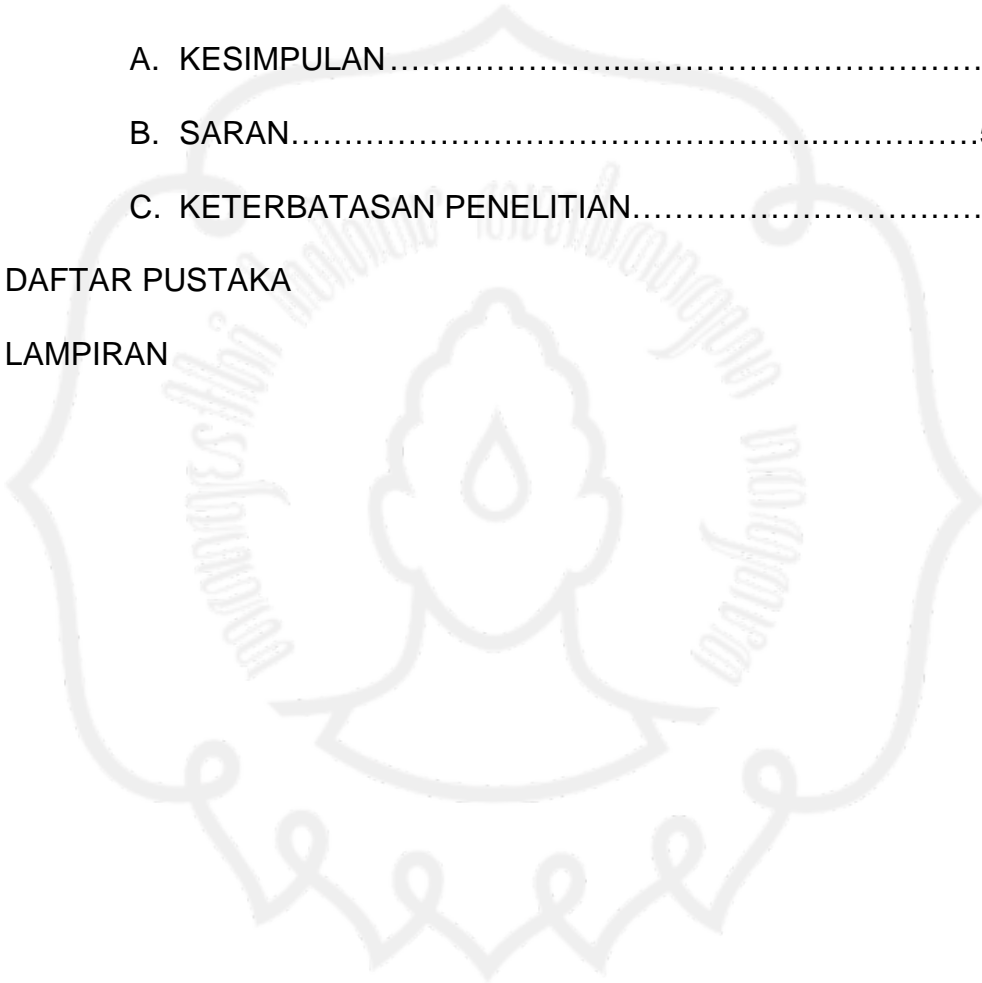 A. KESIMPULAN…………………....……………………………
B. SARAN…………………………………………..……………
C. KETERBATASAN PENELITIAN……………………………
DAFTAR PUSTAKA
LAMPIRAN